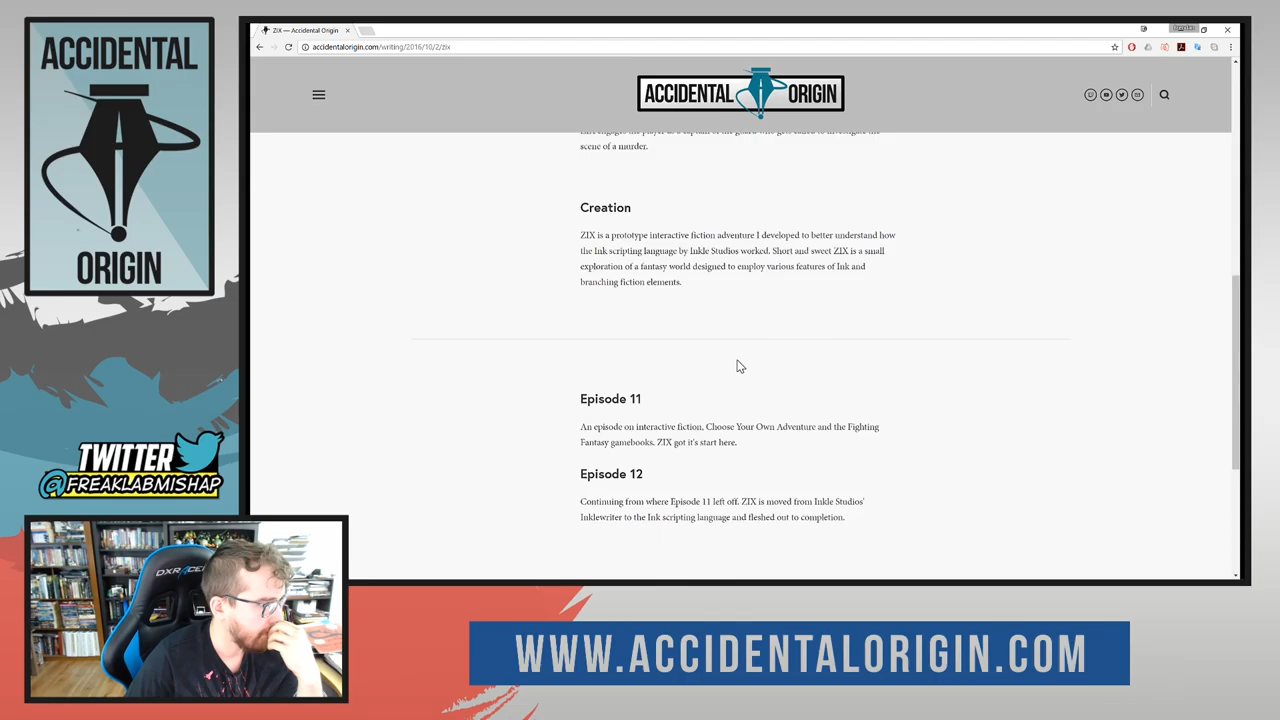 ACCIDENTAL
ORIGIN
ZIX — Accidental Origin
accidentalorigin.com/writing/2016/10/2/zix
ACCIDENTAL ORIGIN
scene of a murder.
Creation
ZIX is a prototype interactive fiction adventure I developed to better understand how
the Ink scripting language by Inkle Studios worked. Short and sweet ZIX is a small
exploration of a fantasy world designed to employ various features of Ink and
branching fiction elements.
Episode 11
An episode on interactive fiction, Choose Your Own Adventure and the Fighting
Fantasy gamebooks. ZIX got it's start here.
Episode 12
Continuing from where Episode 11 left off. ZIX is moved from Inkle Studios'
Inklewriter to the Ink scripting language and fleshed out to completion.
TWITTER
@FREAKLABMISHAP
DXRACER
WWW.ACCIDENTALORIGIN.COM